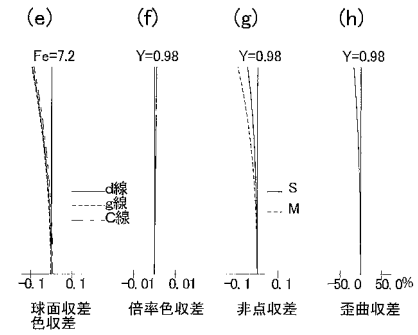 (e) (f) (g) (h)
Fe=7.2 Y=0.98 Y=0.98 Y=0.98
d線
g線
C線
S
M
-0.1 0.1 -0.01 0.01 -0.1 0.1 -50.0 50.0%
球面収差 倍率色収差 非点収差 歪曲収差
色収差